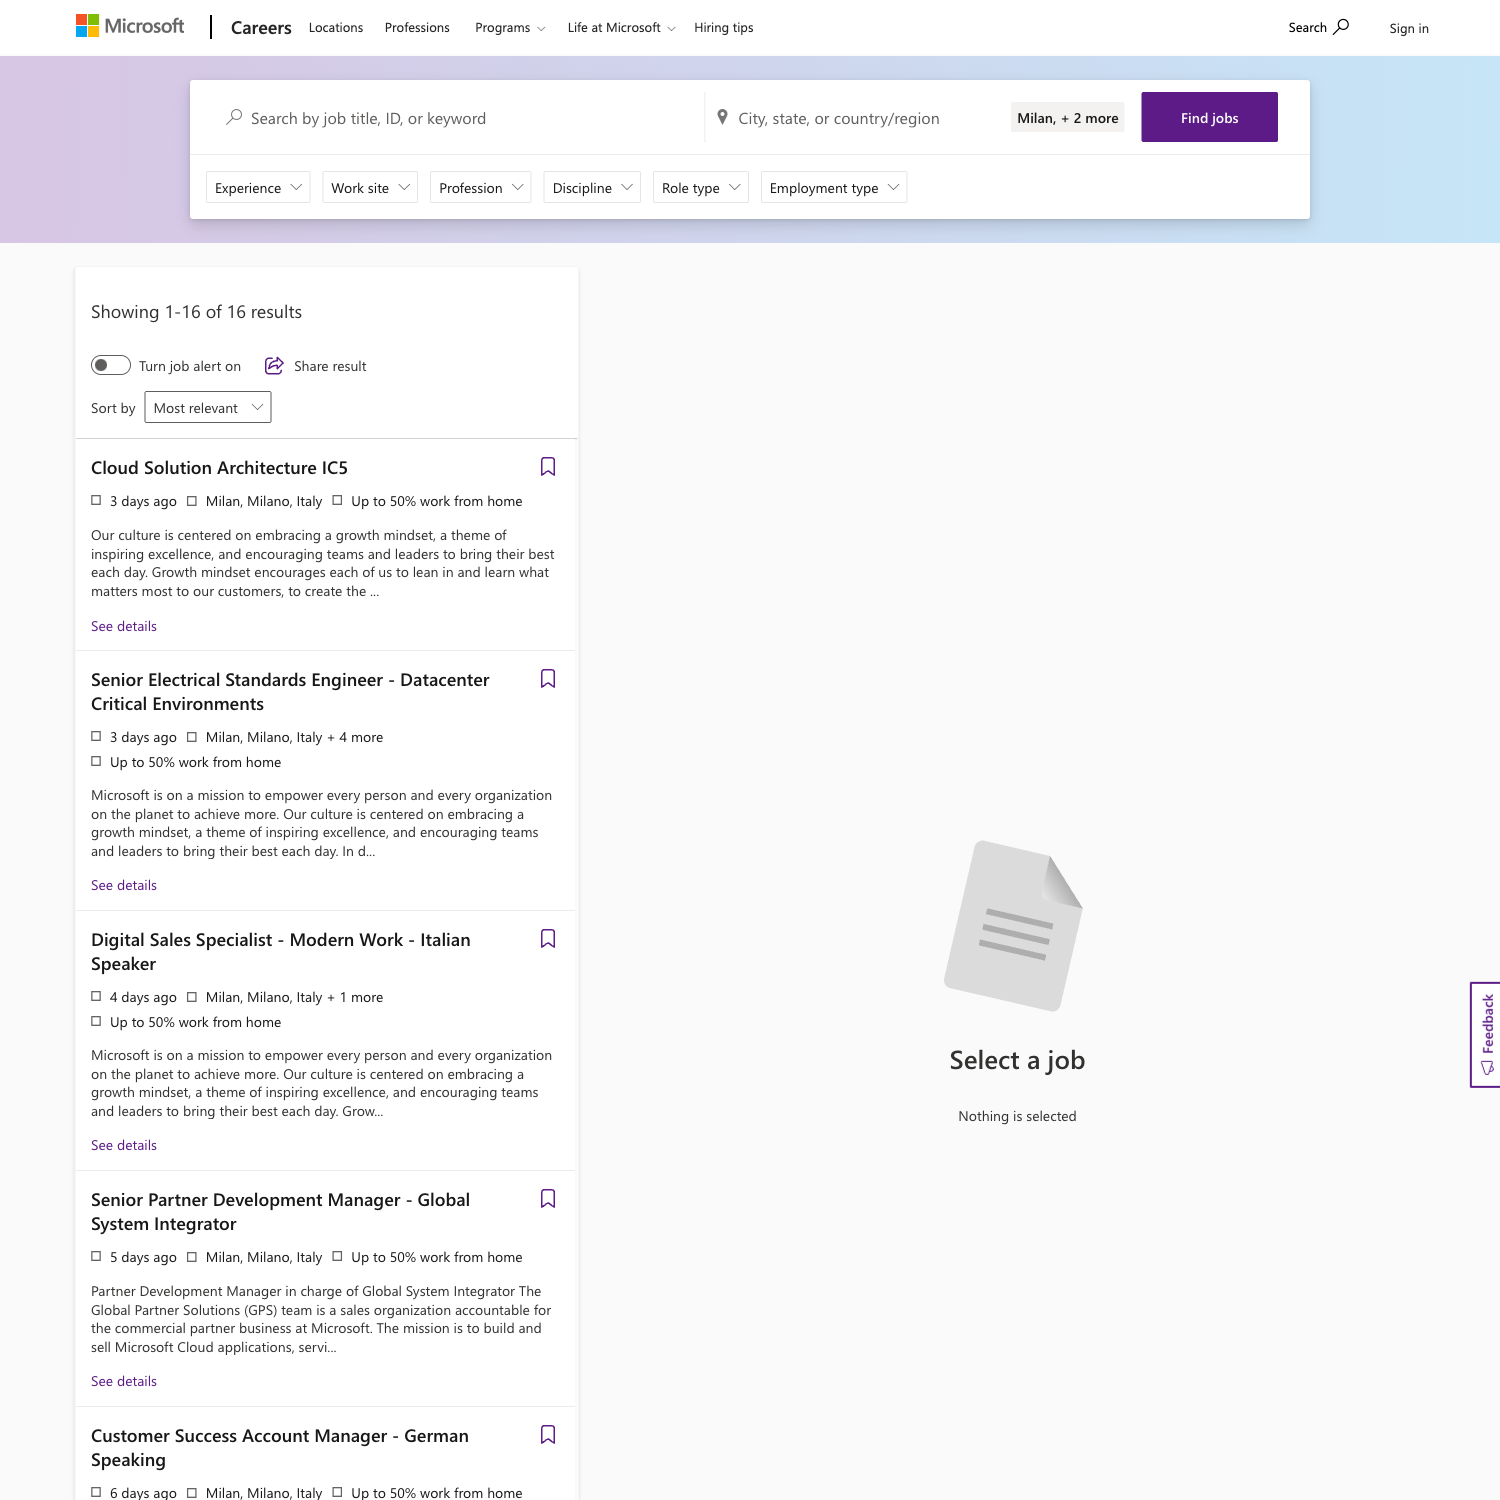 Microsoft
Careers
Locations
Professions
Programs
Life at Microsoft
Hiring tips
Search
Sign in
Search by job title, ID, or keyword
City, state, or country/region
Milan, + 2 more
Find jobs
Experience
Work site
Profession
Discipline
Role type
Employment type
Showing 1-16 of 16 results
Turn job alert on
Share result
Sort by
Most relevant
Cloud Solution Architecture IC5
3 days ago
Milan, Milano, Italy
Up to 50% work from home
Our culture is centered on embracing a growth mindset, a theme of
inspiring excellence, and encouraging teams and leaders to bring their best
each day. Growth mindset encourages each of us to lean in and learn what
matters most to our customers, to create the ...
See details
Senior Electrical Standards Engineer - Datacenter
Critical Environments
3 days ago
Milan, Milano, Italy + 4 more
Up to 50% work from home
Microsoft is on a mission to empower every person and every organization
on the planet to achieve more. Our culture is centered on embracing a
growth mindset, a theme of inspiring excellence, and encouraging teams
and leaders to bring their best each day. In d...
See details
Digital Sales Specialist - Modern Work - Italian
Speaker
4 days ago
Milan, Milano, Italy + 1 more
Up to 50% work from home
Microsoft is on a mission to empower every person and every organization
on the planet to achieve more. Our culture is centered on embracing a
growth mindset, a theme of inspiring excellence, and encouraging teams
and leaders to bring their best each day. Grow...
See details
Senior Partner Development Manager - Global
System Integrator
5 days ago
Milan, Milano, Italy
Up to 50% work from home
Partner Development Manager in charge of Global System Integrator The
Global Partner Solutions (GPS) team is a sales organization accountable for
the commercial partner business at Microsoft. The mission is to build and
sell Microsoft Cloud applications, servi...
See details
Customer Success Account Manager - German
Speaking
6 days ago
Milan, Milano, Italy
Up to 50% work from home
Select a job
Nothing is selected
Feedback